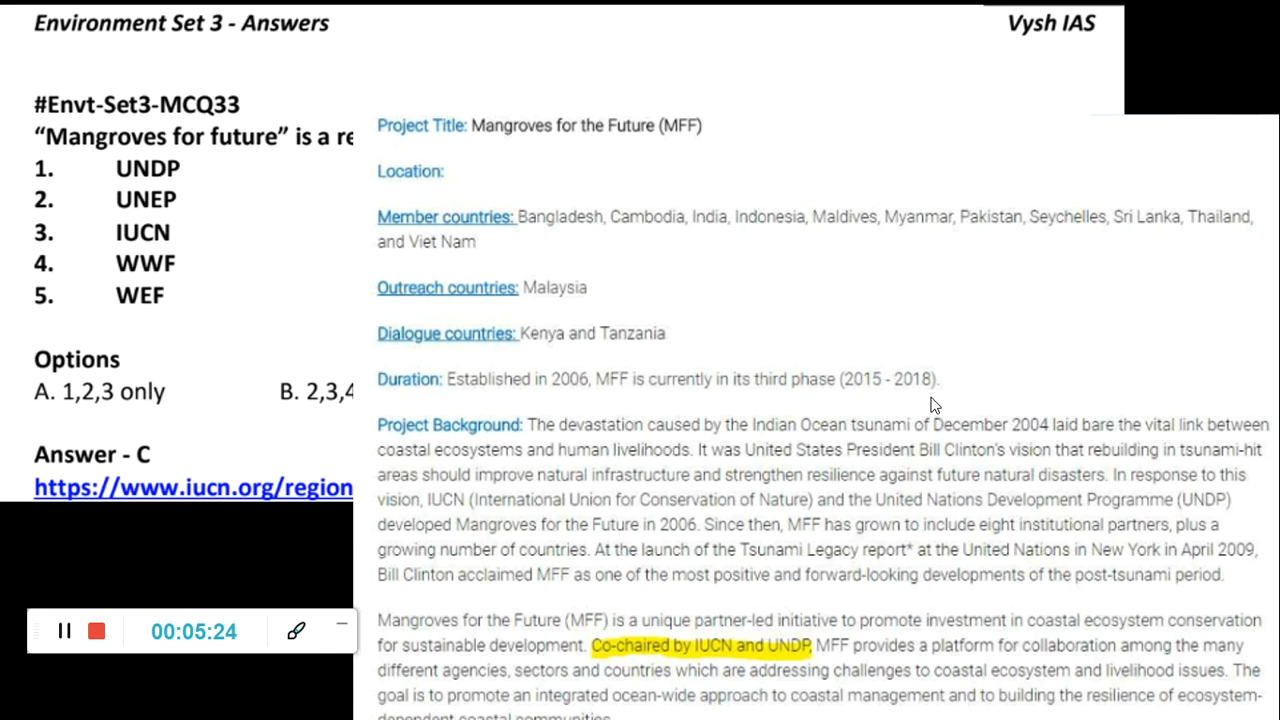 Environment Set 3 - Answers
Vysh IAS
#Envt-Set3-MCQ33
“Mangroves for future” is a re
1. UNDP
2. UNEP
3. IUCN
4. WWF
5. WEF
Options
A. 1,2,3 only B. 2,3,4
Answer - C
https://www.iucn.org/region
Project Title: Mangroves for the Future (MFF)
Location:
Member countries: Bangladesh, Cambodia, India, Indonesia, Maldives, Myanmar, Pakistan, Seychelles, Sri Lanka, Thailand,
and Viet Nam
Outreach countries: Malaysia
Dialogue countries: Kenya and Tanzania
Duration: Established in 2006, MFF is currently in its third phase (2015 - 2018).
Project Background: The devastation caused by the Indian Ocean tsunami of December 2004 laid bare the vital link between
coastal ecosystems and human livelihoods. It was United States President Bill Clinton's vision that rebuilding in tsunami-hit
areas should improve natural infrastructure and strengthen resilience against future natural disasters. In response to this
vision, IUCN (International Union for Conservation of Nature) and the United Nations Development Programme (UNDP)
developed Mangroves for the Future in 2006. Since then, MFF has grown to include eight institutional partners, plus a
growing number of countries. At the launch of the Tsunami Legacy report* at the United Nations in New York in April 2009,
Bill Clinton acclaimed MFF as one of the most positive and forward-looking developments of the post-tsunami period.
Mangroves for the Future (MFF) is a unique partner-led initiative to promote investment in coastal ecosystem conservation
for sustainable development. Co-chaired by IUCN and UNDP, MFF provides a platform for collaboration among the many
different agencies, sectors and countries which are addressing challenges to coastal ecosystem and livelihood issues. The
goal is to promote an integrated ocean-wide approach to coastal management and to building the resilience of ecosystem-
dependent coastal communities.
00:05:24